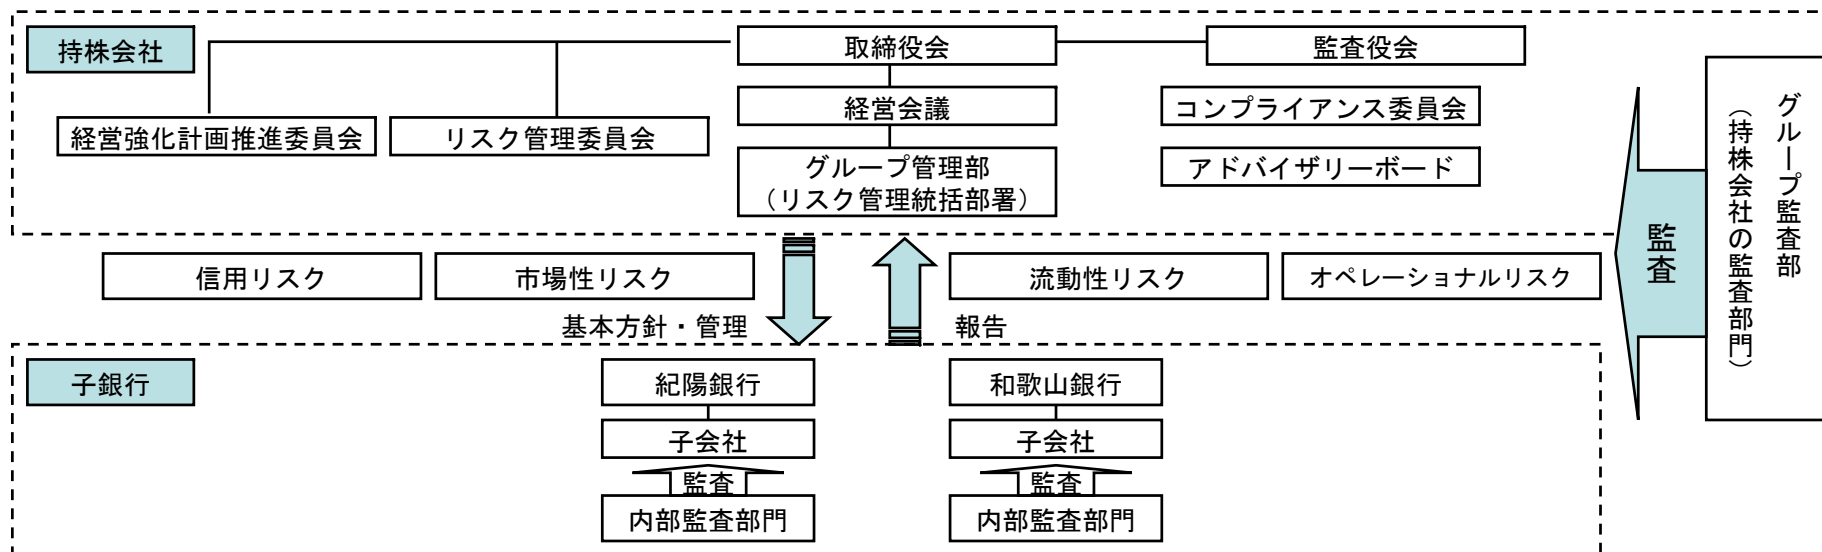 持株会社
取締役会
監査役会
経営会議
コンプライアンス委員会
経営強化計画推進委員会
リスク管理委員会
グループ管理部
（リスク管理統括部署）
アドバイザリーボード
グループ監査部
（持株会社の監査部門）
監査
信用リスク
市場性リスク
流動性リスク
オペレーショナルリスク
基本方針・管理
報告
子銀行
紀陽銀行
和歌山銀行
子会社
子会社
監査
監査
内部監査部門
内部監査部門